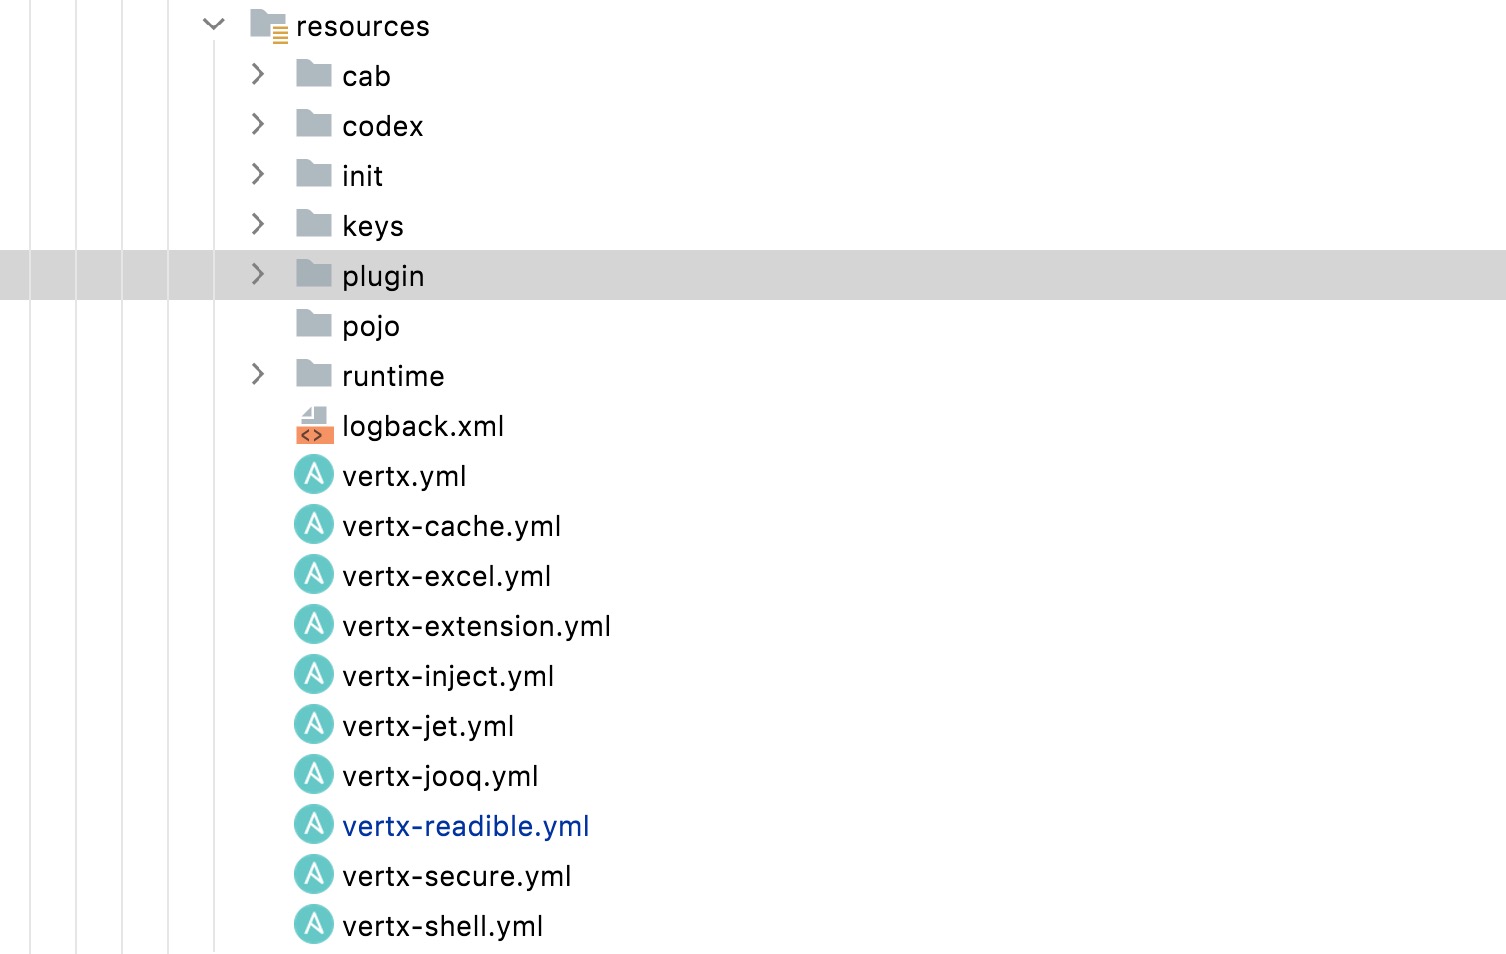 resources
cab
codex
init
keys
plugin
pojo
runtime
logback.xml
vertx.yml
vertx-cache.yml
vertx-excel.yml
vertx-extension.yml
vertx-inject.yml
vertx-jet.yml
vertx-jooq.yml
vertx-readible.yml
vertx-secure.yml
vertx-shell.yml